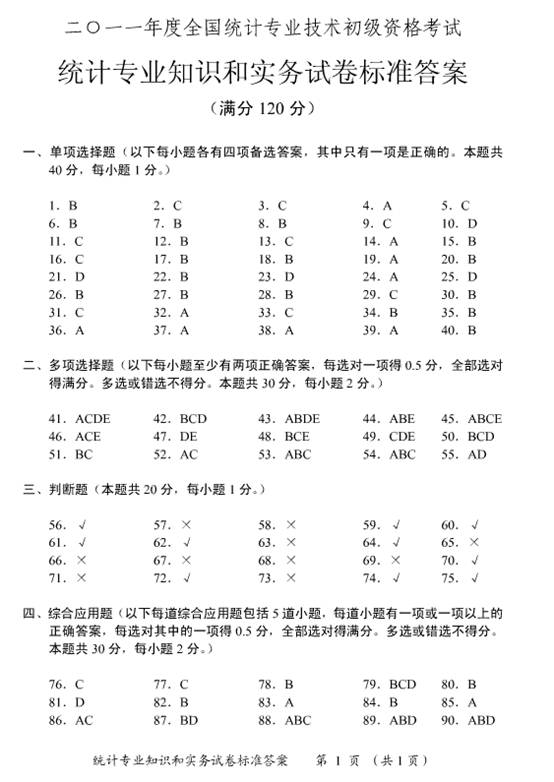 二〇一一年度全国统计专业技术初级资格考试
统计专业知识和实务试卷标准答案
（满分 120 分）
一、单项选择题（以下每小题各有四项备选答案，其中只有一项是正确的。本题共
40 分，每小题 1 分。）
1. B 2. C 3. C 4. A 5. C
6. B 7. B 8. B 9. C 10. D
11. C 12. B 13. C 14. A 15. B
16. C 17. B 18. B 19. A 20. B
21. D 22. B 23. D 24. A 25. D
26. B 27. B 28. B 29. C 30. B
31. C 32. A 33. C 34. B 35. B
36. A 37. A 38. A 39. A 40. B
二、多项选择题（以下每小题至少有两项正确答案，每选对一项得 0.5 分，全部选对
得满分。多选或错选不得分。本题共 30 分，每小题 2 分。）
41. ACDE 42. BCD 43. ABDE 44. ABE 45. ABCE
46. ACE 47. DE 48. BCE 49. CDE 50. BCD
51. BC 52. AC 53. ABC 54. ABC 55. AD
三、判断题（本题共 20 分，每小题 1 分。）
56. √ 57. × 58. × 59. √ 60. √
61. √ 62. √ 63. × 64. √ 65. ×
66. × 67. × 68. × 69. × 70. √
71. × 72. √ 73. × 74. √ 75. √
四、综合应用题（以下每道综合应用题包括 5 道小题，每道小题有一项或一项以上的
正确答案，每选对其中的一项得 0.5 分，全部选对得满分。多选或错选不得分。
本题共 30 分，每小题 2 分。）
76. C 77. C 78. B 79. BCD 80. B
81. D 82. B 83. A 84. B 85. A
86. AC 87. BD 88. ABC 89. ABD 90. ABD
统计专业知识和实务试卷标准答案 第 1 页 （共 1 页）